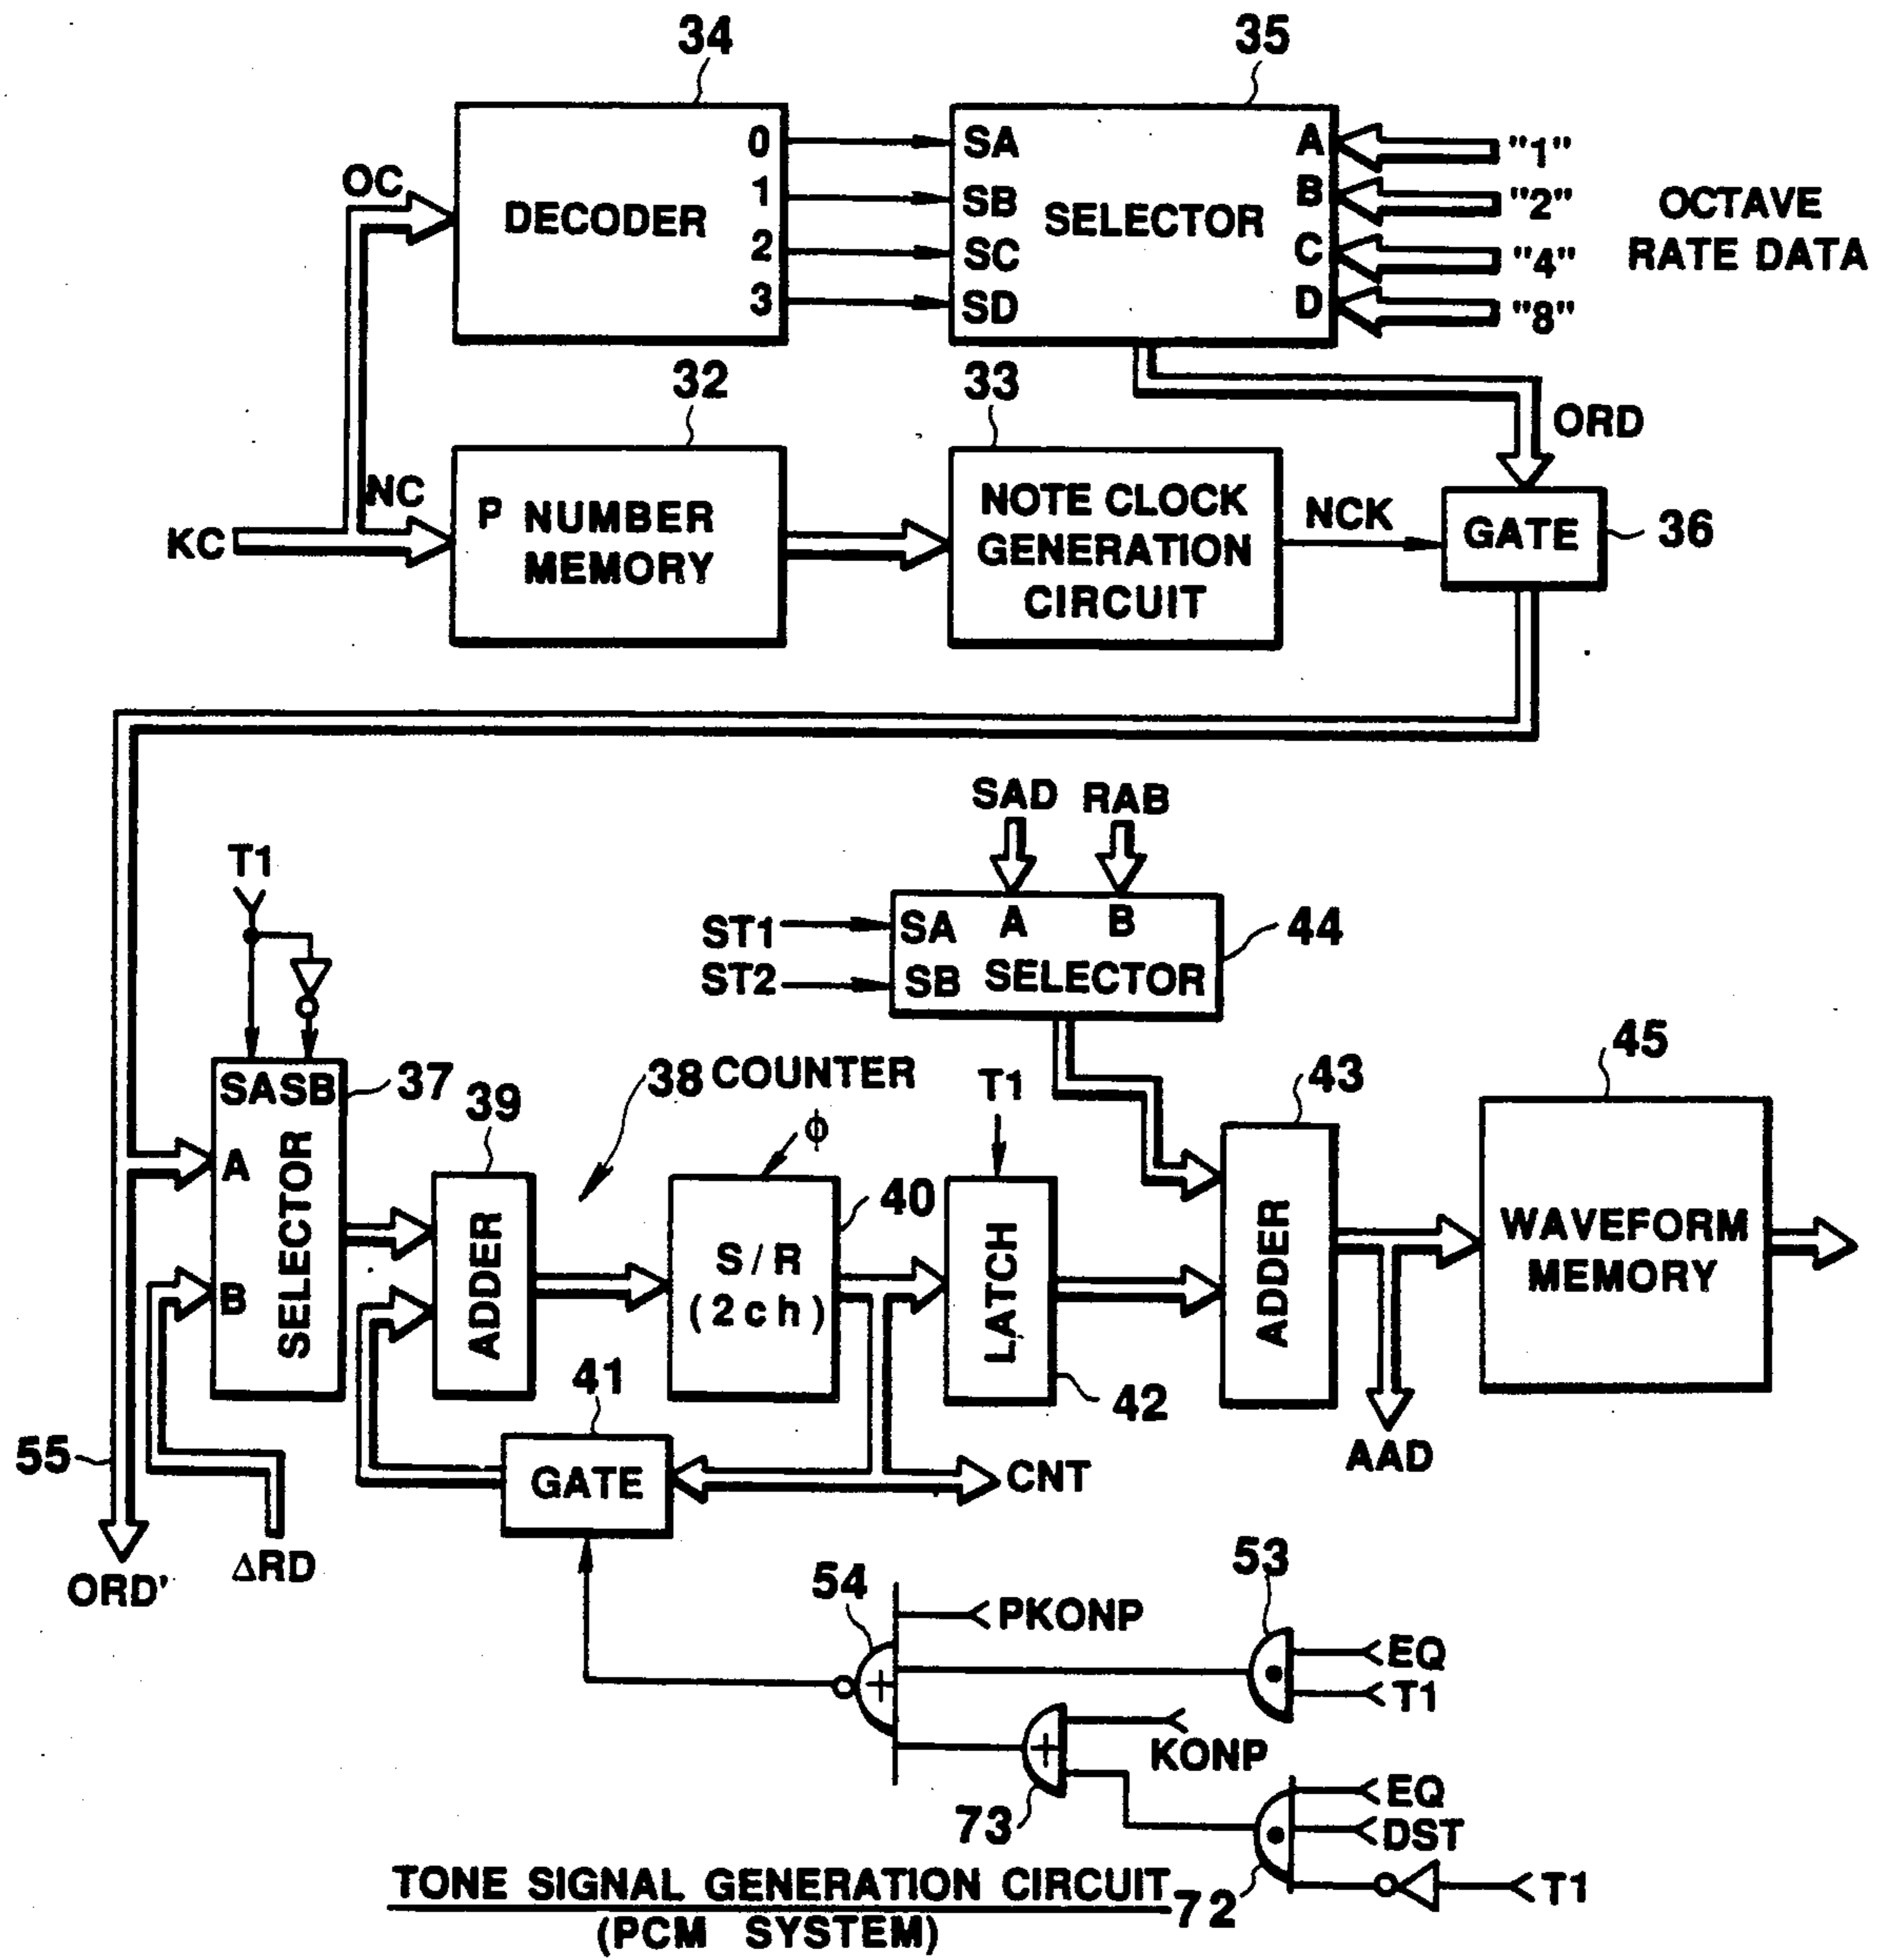 34
35
DECODER
0
1
2
3
SA
SB
SC
SD
SELECTOR
A
B
C
D
"1"
"2"
"4"
"8"
OCTAVE
RATE DATA
OC
32
33
ORD
KC
NC
P NUMBER
MEMORY
NOTE CLOCK
GENERATION
CIRCUIT
NCK
GATE
36
SAD
RAB
T1
ST1
ST2
SA
A
B
SB
SELECTOR
44
SASB
37
A
B
SELECTOR
39
ADDER
38 COUNTER
φ
S/R
(2ch)
40
T1
LATCH
42
43
ADDER
45
WAVEFORM
MEMORY
AAD
41
GATE
CNT
55
ORD'
ΔRD
54
+
PKONP
53
EQ
T1
73
+
KONP
72
EQ
DST
T1
TONE SIGNAL GENERATION CIRCUIT
(PCM SYSTEM)